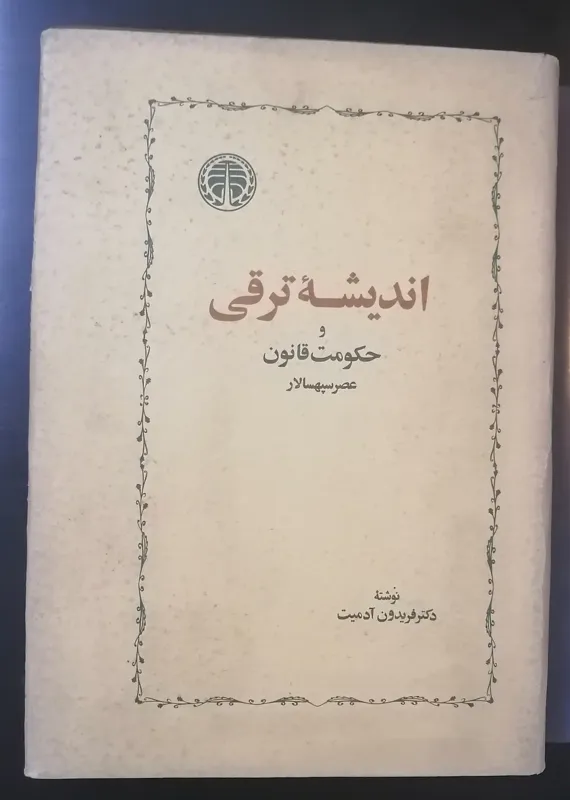 اندیشهٔ ترقی
و
حکومت قانون
عصر سپهسالار
نوشتهٔ
دکتر فریدون آدمیت